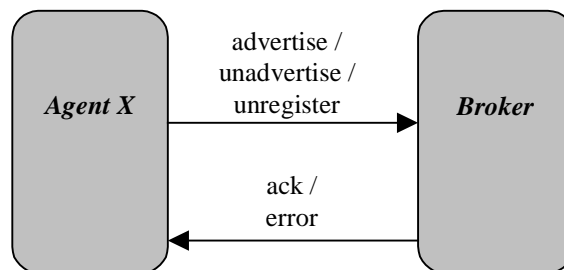 advertise /
unadvertise /
unregister
Agent X
Broker
ack /
error